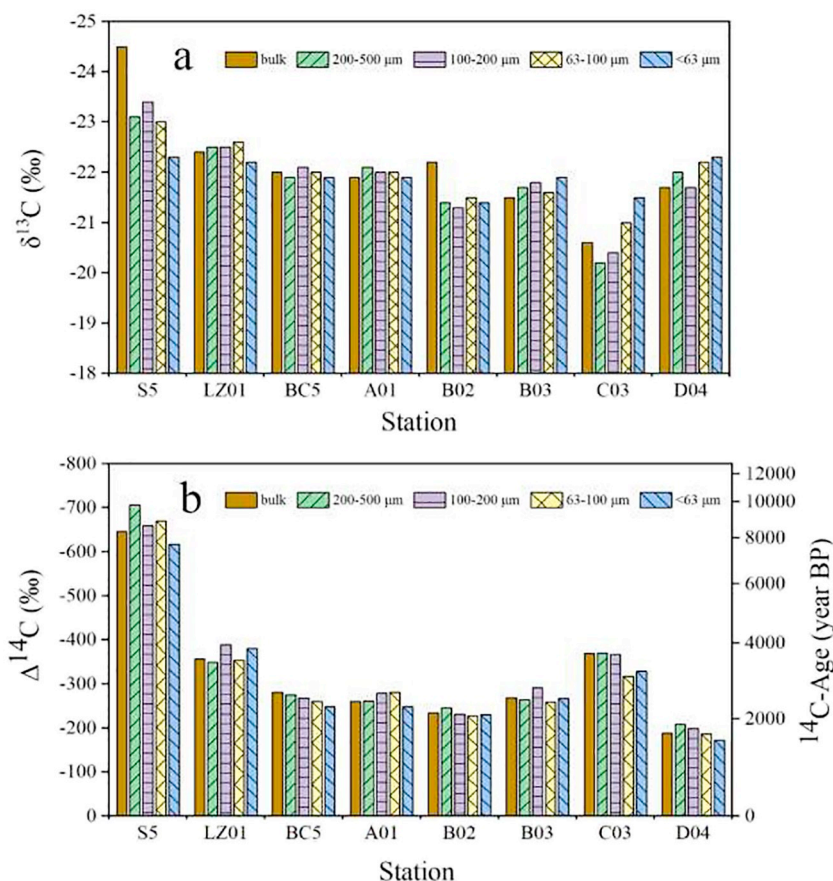 a
bulk 200-500 μm 100-200 μm 63-100 μm <63 μm
-25
-24
-23
-22
-21
-20
-19
-18
δ¹³C (‰)
S5 LZ01 BC5 A01 B02 B03 C03 D04
Station
b
bulk 200-500 μm 100-200 μm 63-100 μm <63 μm
-800
-700
-600
-500
-400
-300
-200
-100
0
Δ¹⁴C (‰)
12000
10000
8000
6000
4000
2000
0
¹⁴C-Age (year BP)
S5 LZ01 BC5 A01 B02 B03 C03 D04
Station